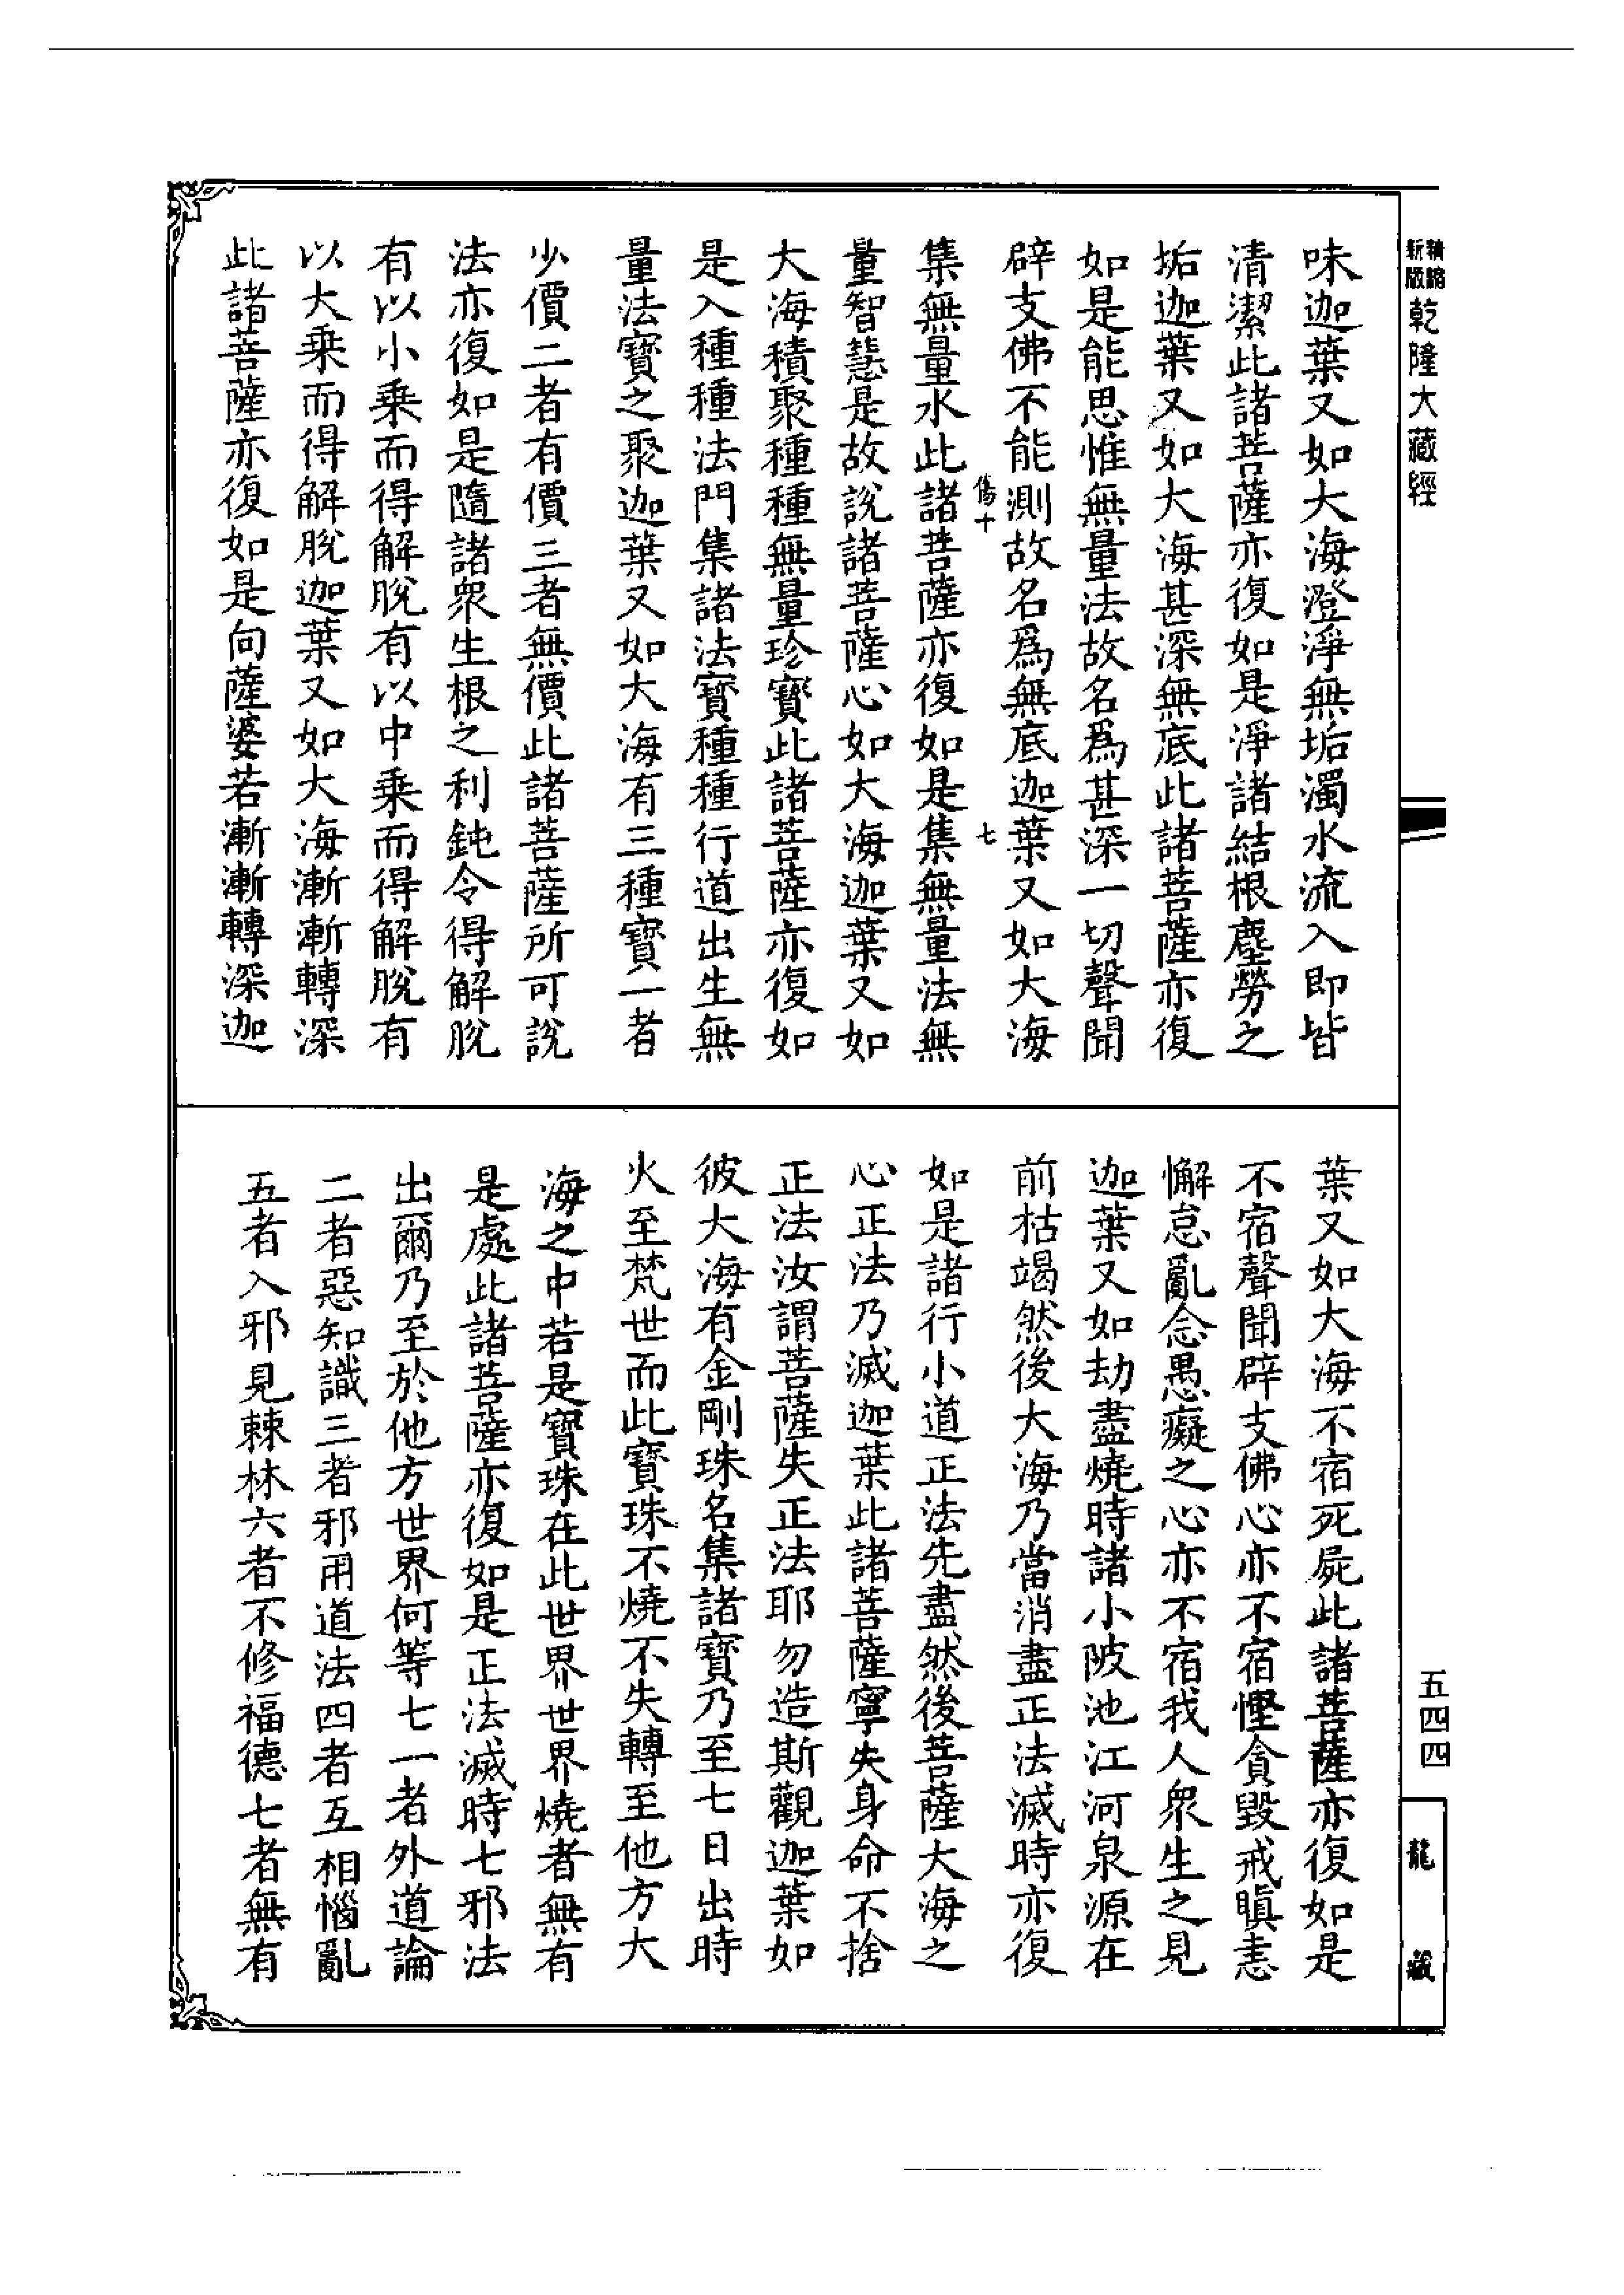 精縮新版乾隆大藏經
味迦葉又如大海澄淨無垢濁水流入即皆
清潔此諸菩薩亦復如是淨諸結根塵勞之
垢迦葉又如大海甚深無底此諸菩薩亦復
如是能思惟無量法故名爲甚深一切聲聞
辟支佛不能測故名爲無底迦葉又如大海
傷十 七
集無量水此諸菩薩亦復如是集無量法無
量智慧是故說諸菩薩心如大海迦葉又如
大海積聚種種無量珍寶此諸菩薩亦復如
是入種種法門集諸法寶種種行道出生無
量法寶之聚迦葉又如大海有三種寶一者
少價二者有價三者無價此諸菩薩所可說
法亦復如是隨諸衆生根之利鈍令得解脫
有以小乘而得解脫有以中乘而得解脫有
以大乘而得解脫迦葉又如大海漸漸轉深
此諸菩薩亦復如是向薩婆若漸漸轉深迦
葉又如大海不宿死屍此諸菩薩亦復如是
不宿聲聞辟支佛心亦不宿慳貪毀戒瞋恚
懈怠亂念愚癡之心亦不宿我人衆生之見
迦葉又如劫盡燒時諸小陂池江河泉源在
前枯竭然後大海乃當消盡正法滅時亦復
如是諸行小道正法先盡然後菩薩大海之
心正法乃滅迦葉此諸菩薩寧失身命不捨
正法汝謂菩薩失正法耶勿造斯觀迦葉如
彼大海有金剛珠名集諸寶乃至七日出時
火至梵世而此寶珠不燒不失轉至他方大
海之中若是寶珠在此世界世界燒者無有
是處此諸菩薩亦復如是正法滅時七邪法
出爾乃至於他方世界何等七一者外道論
二者惡知識三者邪用道法四者互相惱亂
五者入邪見棘林六者不修福德七者無有
五四四
龍藏